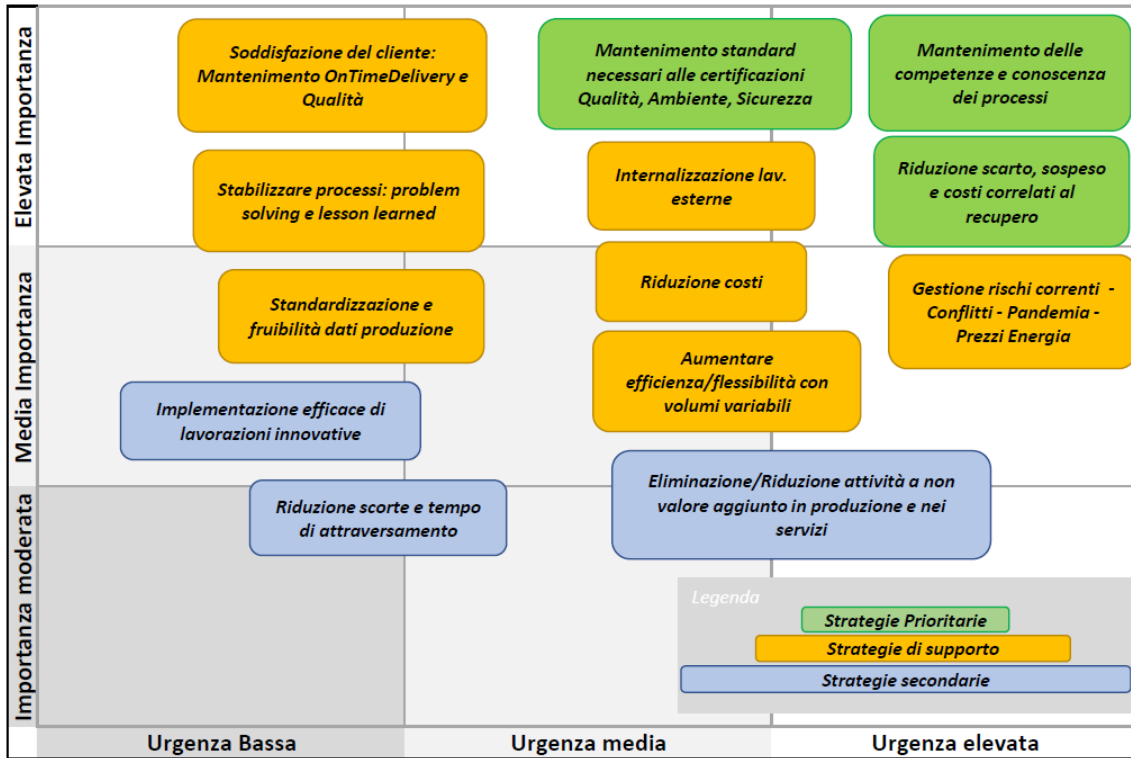 Elevata Importanza
Soddisfazione del cliente:
Mantenimento OnTimeDelivery e
Qualità
Mantenimento standard
necessari alle certificazioni
Qualità, Ambiente, Sicurezza
Mantenimento delle
competenze e conoscenza
dei processi
Stabilizzare processi: problem
solving e lesson learned
Internalizzazione lav.
esterne
Riduzione scarto, sospeso
e costi correlati al
recupero
Media Importanza
Standardizzazione e
fruibilità dati produzione
Riduzione costi
Gestione rischi correnti -
Conflitti - Pandemia -
Prezzi Energia
Aumentare
efficienza/flessibilità con
volumi variabili
Implementazione efficace di
lavorazioni innovative
Importanza moderata
Riduzione scorte e tempo
di attraversamento
Eliminazione/Riduzione attività a non
valore aggiunto in produzione e nei
servizi
Legenda
Strategie Prioritarie
Strategie di supporto
Strategie secondarie
Urgenza Bassa
Urgenza media
Urgenza elevata